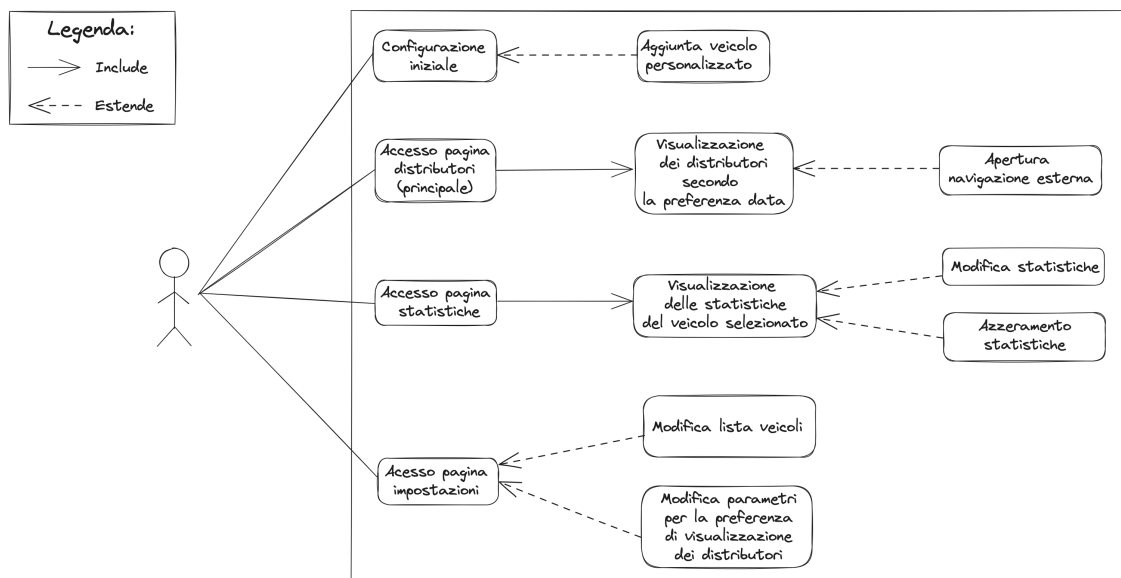 Legenda:
Include
Estende
Configurazione
iniziale
Aggiunta veicolo
personalizzato
Accesso pagina
distributori
(principale)
Visualizzazione
dei distributori
secondo
la preferenza data
Apertura
navigazione esterna
Accesso pagina
statistiche
Visualizzazione
delle statistiche
del veicolo selezionato
Modifica statistiche
Azzeramento
statistiche
Acesso pagina
impostazioni
Modifica lista veicoli
Modifica parametri
per la preferenza
di visualizzazione
dei distributori